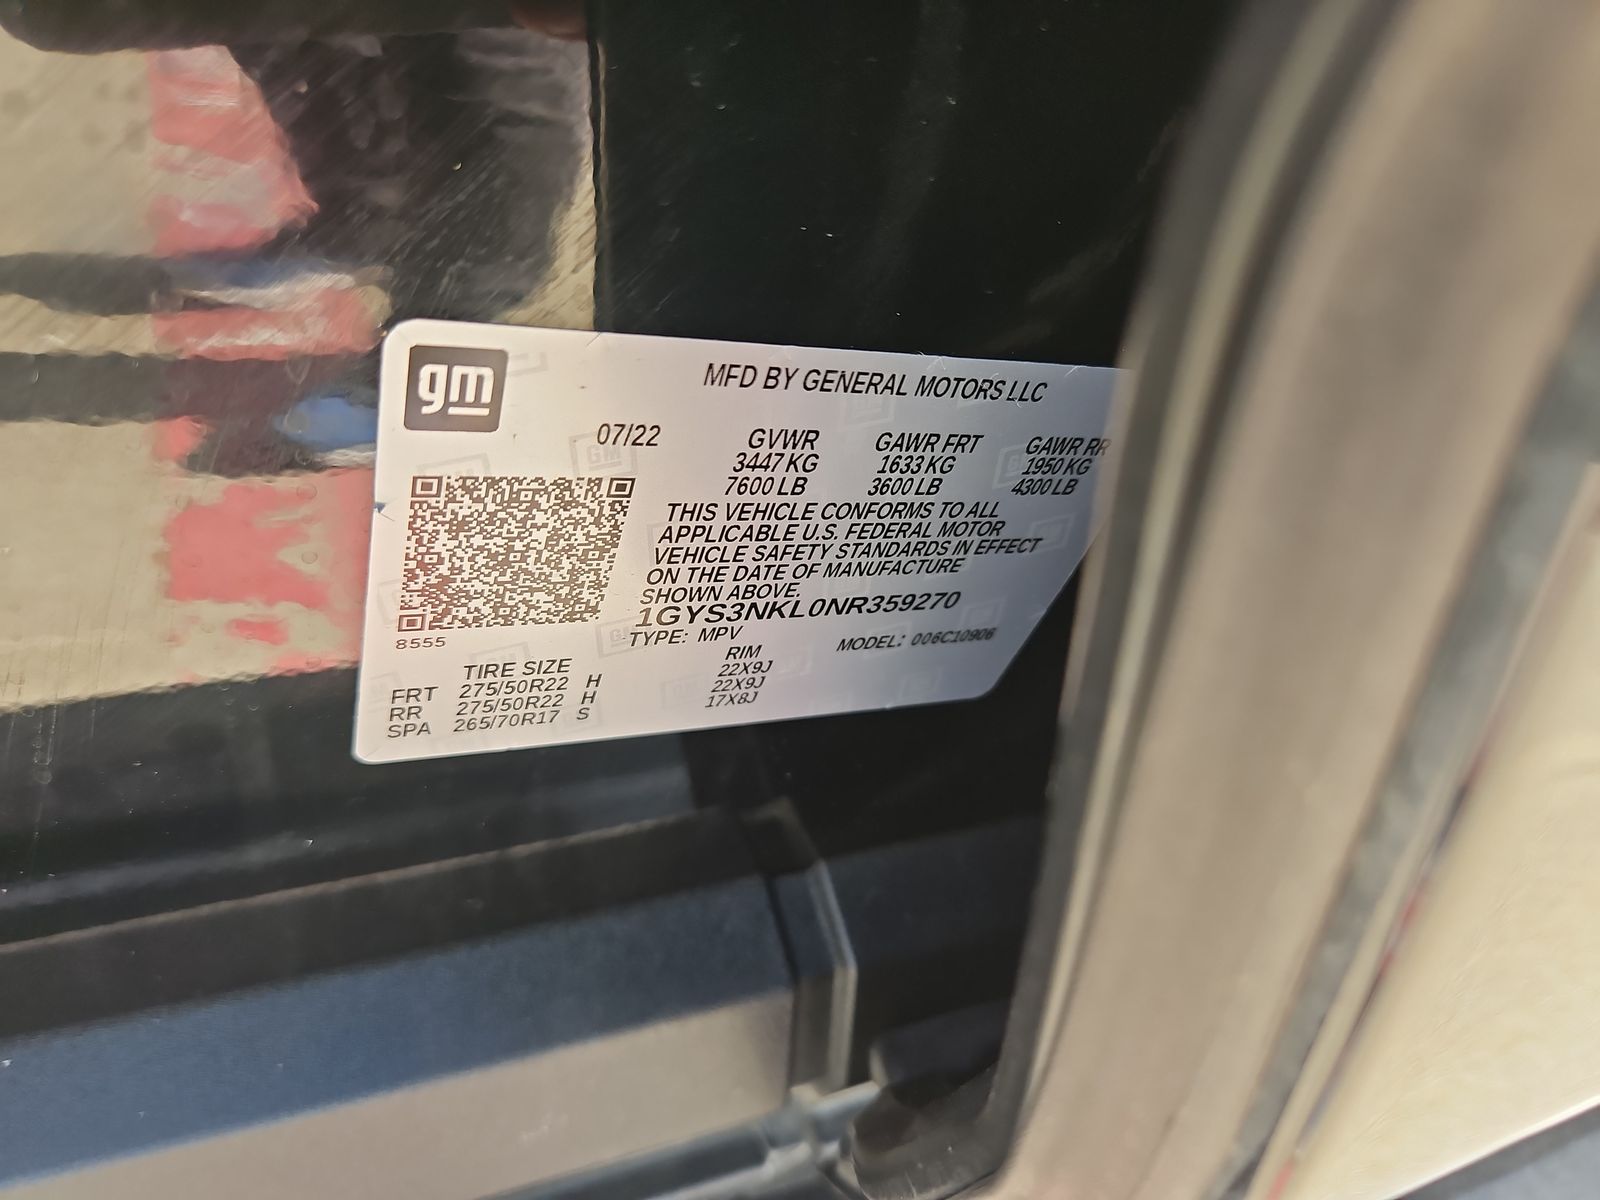 gm
MFD BY GENERAL MOTORS LLC
07/22 GVWR GAWR FRT GAWR RR
3447 KG 1633 KG 1950 KG
7600 LB 3600 LB 4300 LB
THIS VEHICLE CONFORMS TO ALL
APPLICABLE U.S. FEDERAL MOTOR
VEHICLE SAFETY STANDARDS IN EFFECT
ON THE DATE OF MANUFACTURE
SHOWN ABOVE.
1GYS3NKL0NR359270
8555
TYPE: MPV MODEL: 006C10906
TIRE SIZE RIM
FRT 275/50R22 H 22X9J
RR 275/50R22 H 22X9J
SPA 265/70R17 S 17X8J